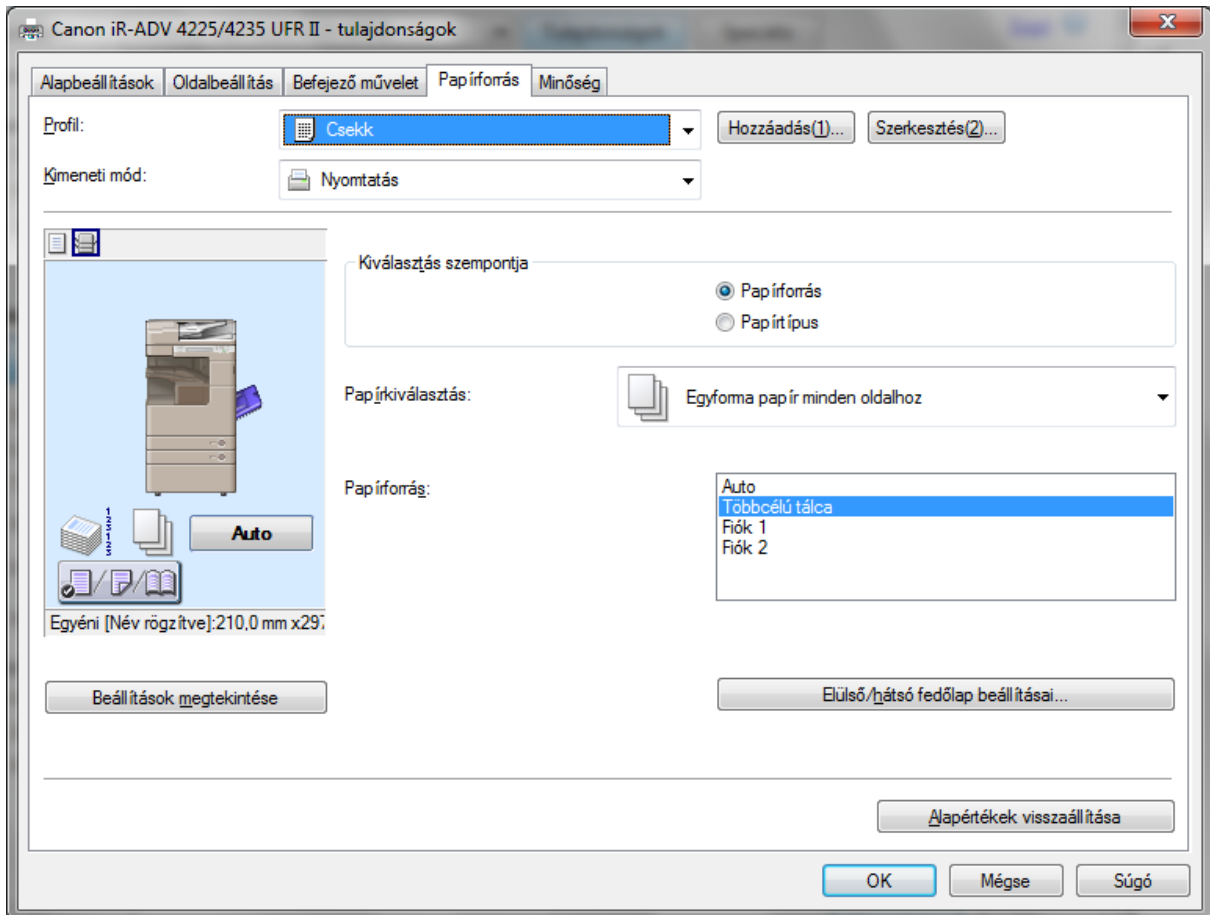 Canon iR-ADV 4225/4235 UFR II - tulajdonságok
Alapbeállítások Oldalbeállítás Befejező művelet Papírforrás Minőség
Profil: Csekk Hozzáadás(1)... Szerkesztés(2)...
Kimeneti mód: Nyomtatás
Kiválasztás szempontja
Papírforrás
Papírtípus
Papírkiválasztás: Egyforma papír minden oldalhoz
Papírforrás: Auto
Többcélú tálca
Fiók 1
Fiók 2
Auto
Egyéni [Név rögzítve]:210,0 mm x297
Beállítások megtekintése Elülső/hátsó fedőlap beállításai...
Alapértékek visszaállítása
OK Mégse Súgó